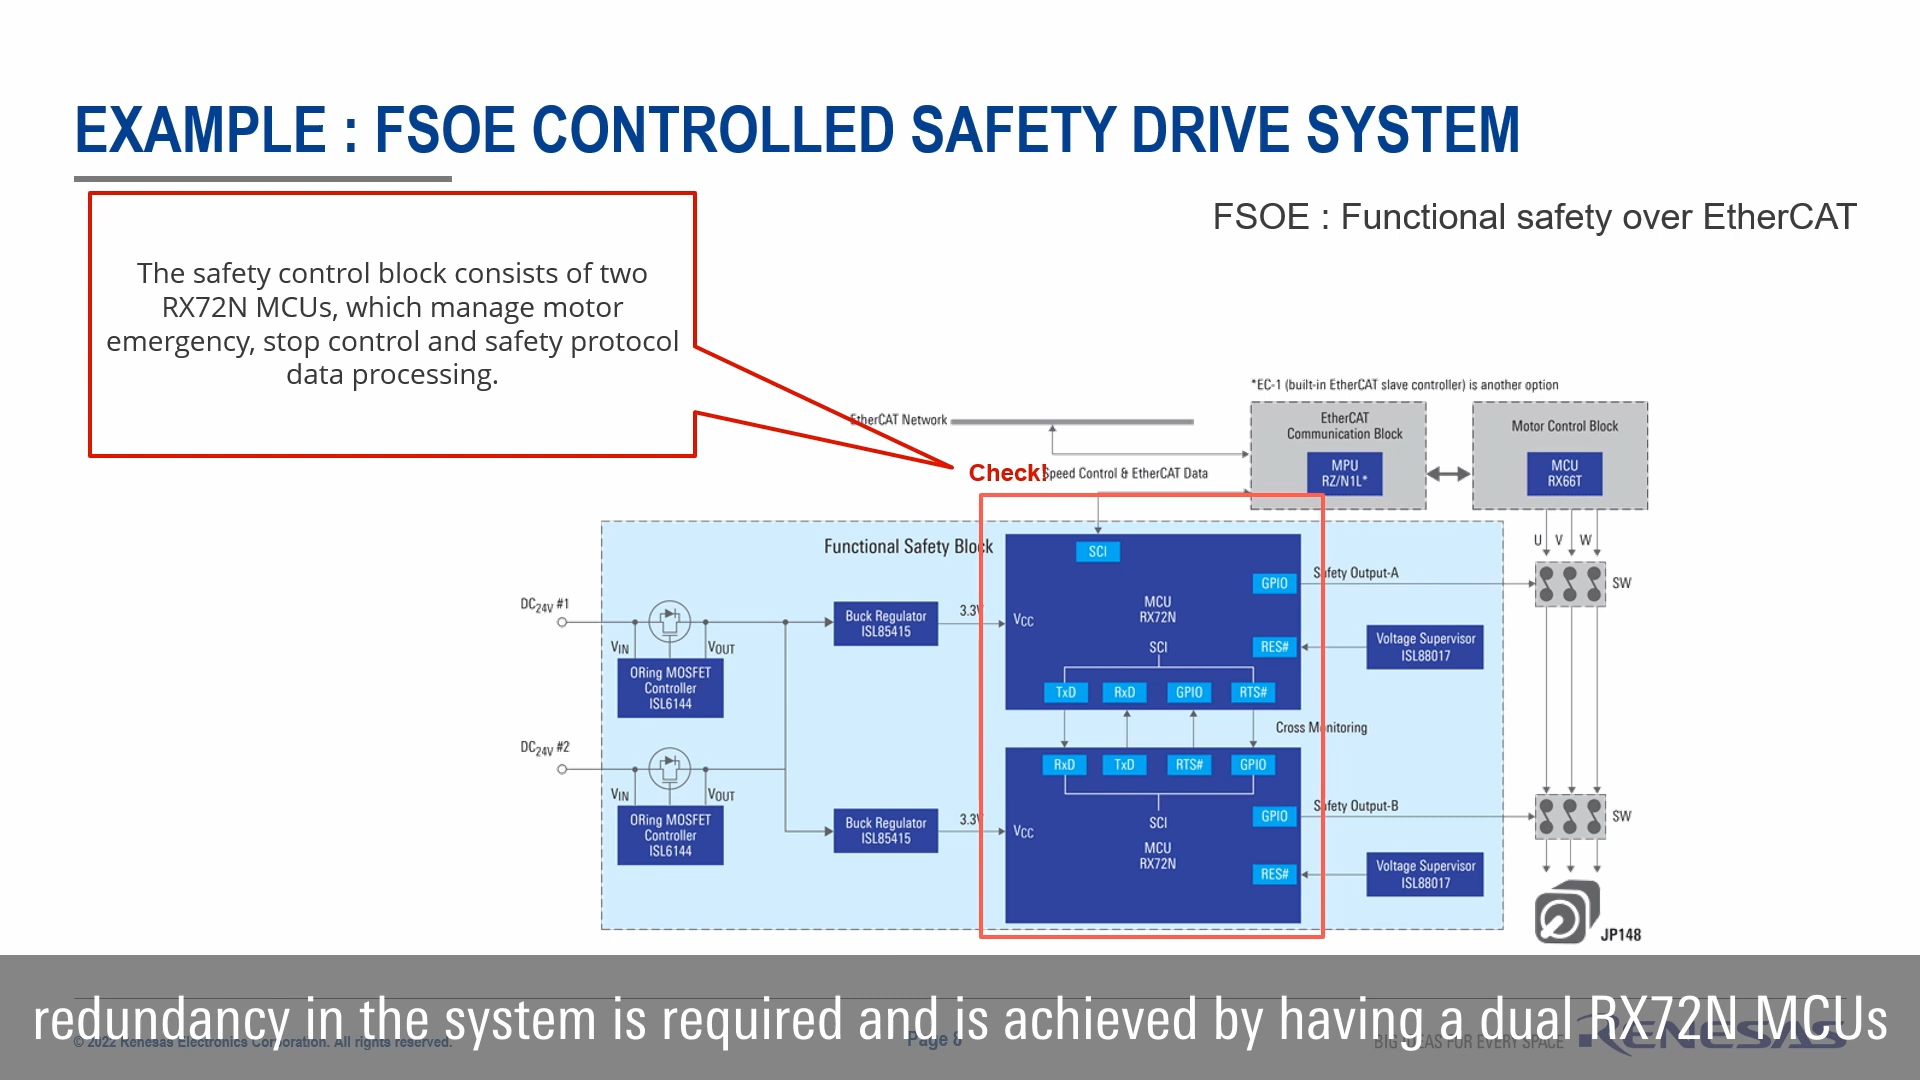 EXAMPLE : FSOE CONTROLLED SAFETY DRIVE SYSTEM
FSOE : Functional safety over EtherCAT
The safety control block consists of two
RX72N MCUs, which manage motor
emergency, stop control and safety protocol
data processing.
*EC-1 (built-in EtherCAT slave controller) is another option
EtherCAT Network
EtherCAT
Communication Block
MPU
RZ/N1L*
Motor Control Block
MCU
RX66T
Check!
Speed Control & EtherCAT Data
U V W
SW
Functional Safety Block
SCI
GPIO
Safety Output-A
MCU
RX72N
DC24V #1
VIN
VOUT
ORing MOSFET
Controller
ISL6144
Buck Regulator
ISL85415
3.3V
VCC
SCI
RES#
Voltage Supervisor
ISL88017
TxD RxD GPIO RTS#
Cross Monitoring
RxD TxD RTS# GPIO
DC24V #2
VIN
VOUT
ORing MOSFET
Controller
ISL6144
Buck Regulator
ISL85415
3.3V
VCC
SCI
MCU
RX72N
GPIO
Safety Output-B
SW
RES#
Voltage Supervisor
ISL88017
JP148
redundancy in the system is required and is achieved by having a dual RX72N MCUs
© 2022 Renesas Electronics Corporation. All rights reserved.
Page 8
BIG IDEAS FOR EVERY SPACE
RENESAS